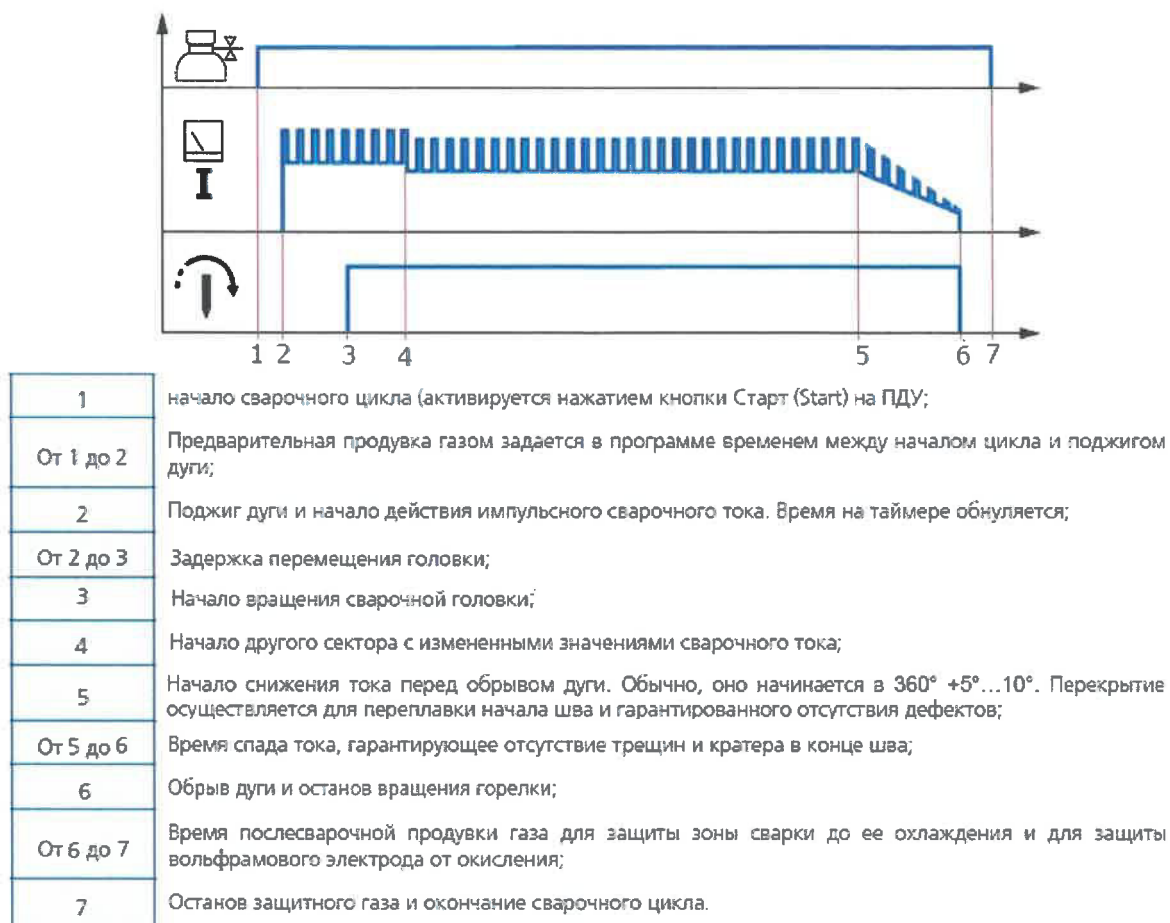 I
1 2 3 4 5 6 7
1 начало сварочного цикла (активируется нажатием кнопки Старт (Start) на ПДУ;
От 1 до 2 Предварительная продувка газом задается в программе временем между началом цикла и поджигом
дуги;
2 Поджиг дуги и начало действия импульсного сварочного тока. Время на таймере обнуляется;
От 2 до 3 Задержка перемещения головки;
3 Начало вращения сварочной головки;
4 Начало другого сектора с измененными значениями сварочного тока;
5 Начало снижения тока перед обрывом дуги. Обычно, оно начинается в 360° +5°...10°. Перекрытие
осуществляется для переплавки начала шва и гарантированного отсутствия дефектов;
От 5 до 6 Время спада тока, гарантирующее отсутствие трещин и кратера в конце шва;
6 Обрыв дуги и останов вращения горелки;
От 6 до 7 Время послесварочной продувки газа для защиты зоны сварки до ее охлаждения и для защиты
вольфрамового электрода от окисления;
7 Останов защитного газа и окончание сварочного цикла.